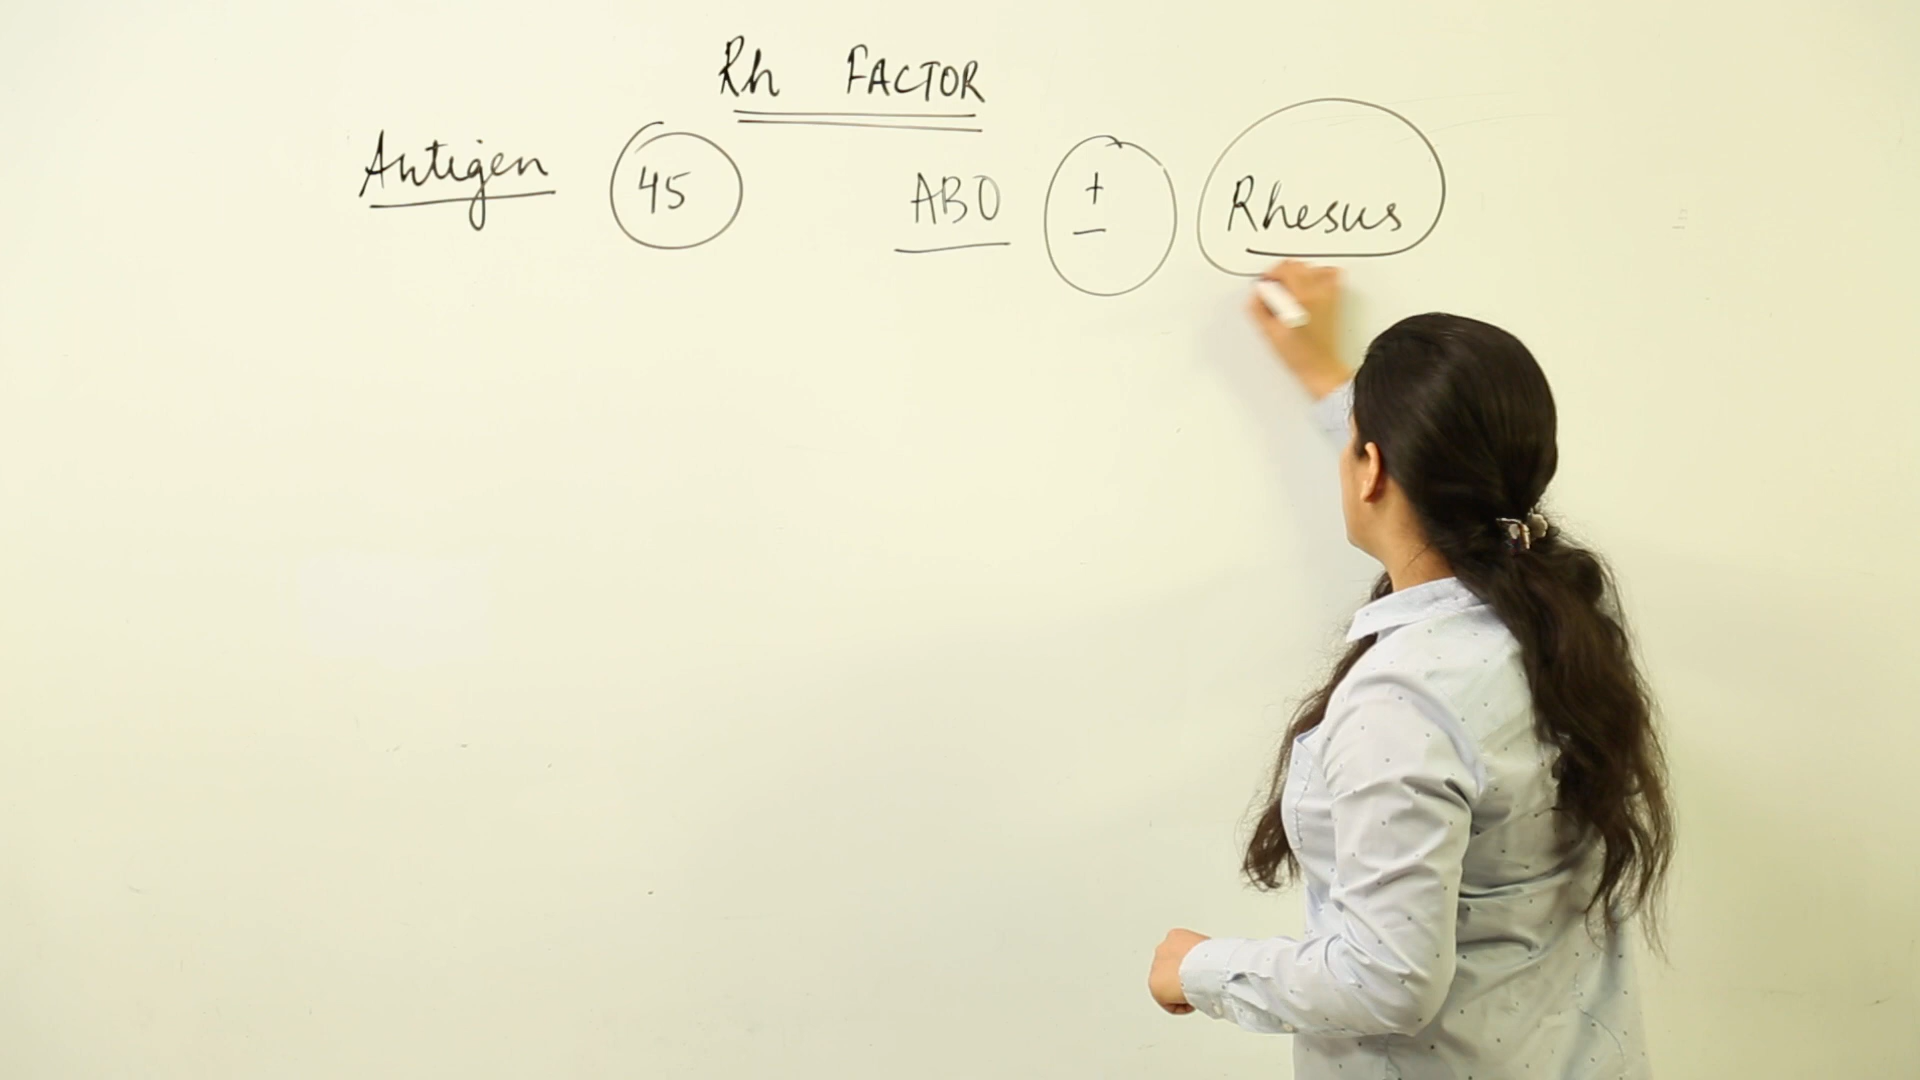 Rh FACTOR
Antigen 45 ABO + - Rhesus